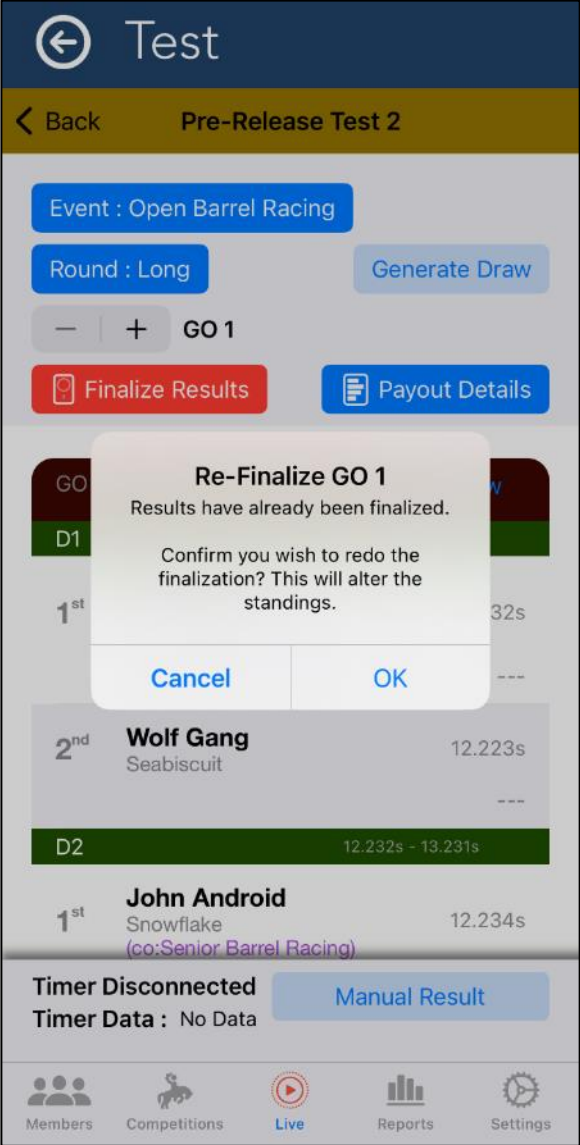 Test
Back Pre-Release Test 2
Event : Open Barrel Racing
Round : Long Generate Draw
GO 1
Finalize Results Payout Details
GO
Re-Finalize GO 1
Results have already been finalized.
Confirm you wish to redo the
finalization? This will alter the
standings.
Cancel OK
D1
1st 32s
---
2nd Wolf Gang 12.223s
Seabiscuit
---
D2 12.232s - 13.231s
1st John Android 12.234s
Snowflake
(co:Senior Barrel Racing)
Timer Disconnected Manual Result
Timer Data : No Data
Members Competitions Live Reports Settings